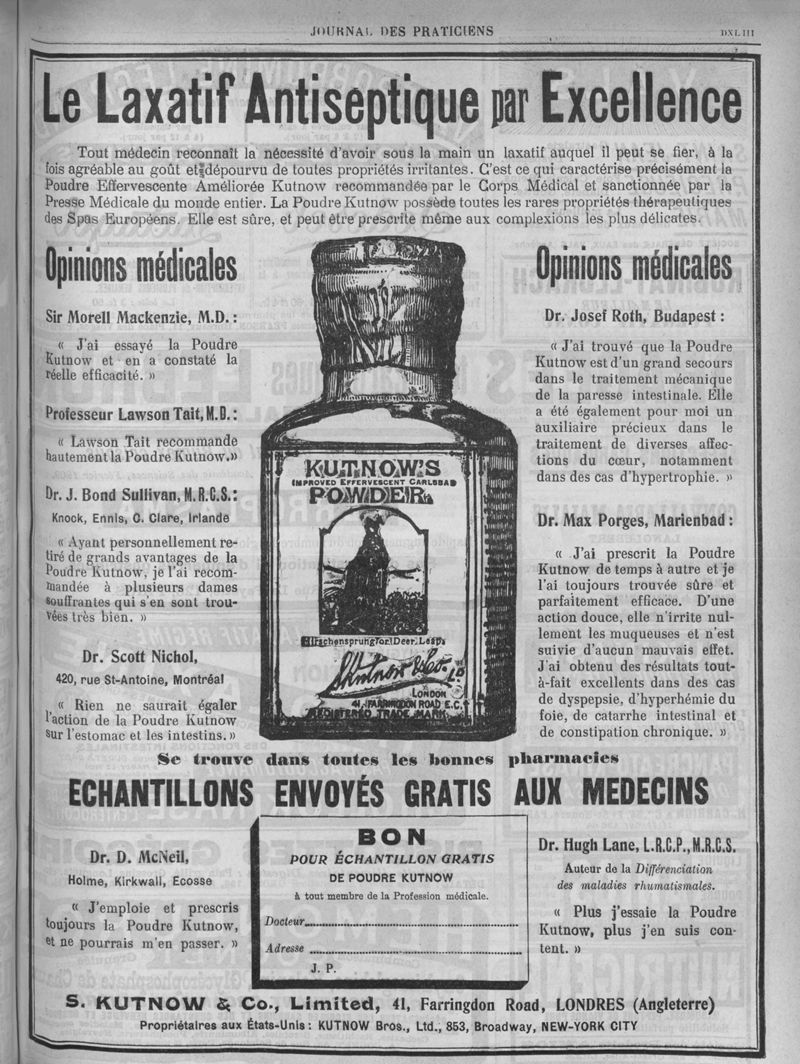 JOURNAL DES PRATICIENS
DXLIII
Le Laxatif Antiseptique par Excellence
Tout médecin reconnaît la nécessité d'avoir sous la main un laxatif auquel il peut se fier, à la
fois agréable au goût et dépourvu de toutes propriétés irritantes. C'est ce qui caractérise précisément la
Poudre Effervescente Améliorée Kutnow recommandée par le Corps Médical et sanctionnée par la
Presse Médicale du monde entier. La Poudre Kutnow possède toutes les rares propriétés thérapeutiques
des Spas Européens. Elle est sûre, et peut être prescrite même aux complexions les plus délicates.
Opinions médicales
Sir Morell Mackenzie, M.D. :
« J'ai essayé la Poudre
Kutnow et en a constaté la
réelle efficacité. »
Professeur Lawson Tait, M.D. :
« Lawson Tait recommande
hautement la Poudre Kutnow.»
Dr. J. Bond Sullivan, M.R.C.S. :
Knock, Ennis, C. Clare, Irlande
« Ayant personnellement re-
tiré de grands avantages de la
Poudre Kutnow, je l'ai recom-
mandée à plusieurs dames
souffrantes qui s'en sont trou-
vées très bien. »
Dr. Scott Nichol,
420, rue St-Antoine, Montréal
« Rien ne saurait égaler
l'action de la Poudre Kutnow
sur l'estomac et les intestins.»
KUTNOW'S
IMPROVED EFFERVESCENT CARLSBAD
POWDER
Hirschensprung or Deer Leap
S. Kutnow & Co. Ld
LONDON
41, FARRINGDON ROAD E.C.
REGISTERED TRADE MARK
Opinions médicales
Dr. Josef Roth, Budapest :
« J'ai trouvé que la Poudre
Kutnow est d'un grand secours
dans le traitement mécanique
de la paresse intestinale. Elle
a été également pour moi un
auxiliaire précieux dans le
traitement de diverses affec-
tions du cœur, notamment
dans des cas d'hypertrophie. »
Dr. Max Porges, Marienbad :
« J'ai prescrit la Poudre
Kutnow de temps à autre et je
l'ai toujours trouvée sûre et
parfaitement efficace. D'une
action douce, elle n'irrite nul-
lement les muqueuses et n'est
suivie d'aucun mauvais effet.
J'ai obtenu des résultats tout-
à-fait excellents dans des cas
de dyspepsie, d'hyperhémie du
foie, de catarrhe intestinal et
de constipation chronique. »
Se trouve dans toutes les bonnes pharmacies
ECHANTILLONS ENVOYÉS GRATIS AUX MEDECINS
Dr. D. McNeil,
Holme, Kirkwall, Ecosse
« J'emploie et prescris
toujours la Poudre Kutnow,
et ne pourrais m'en passer. »
BON
POUR ÉCHANTILLON GRATIS
DE POUDRE KUTNOW
à tout membre de la Profession médicale.
Docteur
Adresse
J. P.
Dr. Hugh Lane, L.R.C.P., M.R.C.S.
Auteur de la Différenciation
des maladies rhumatismales.
« Plus j'essaie la Poudre
Kutnow, plus j'en suis con-
tent. »
S. KUTNOW & Co., Limited, 41, Farringdon Road, LONDRES (Angleterre)
Propriétaires aux États-Unis : KUTNOW Bros., Ltd., 853, Broadway, NEW-YORK CITY